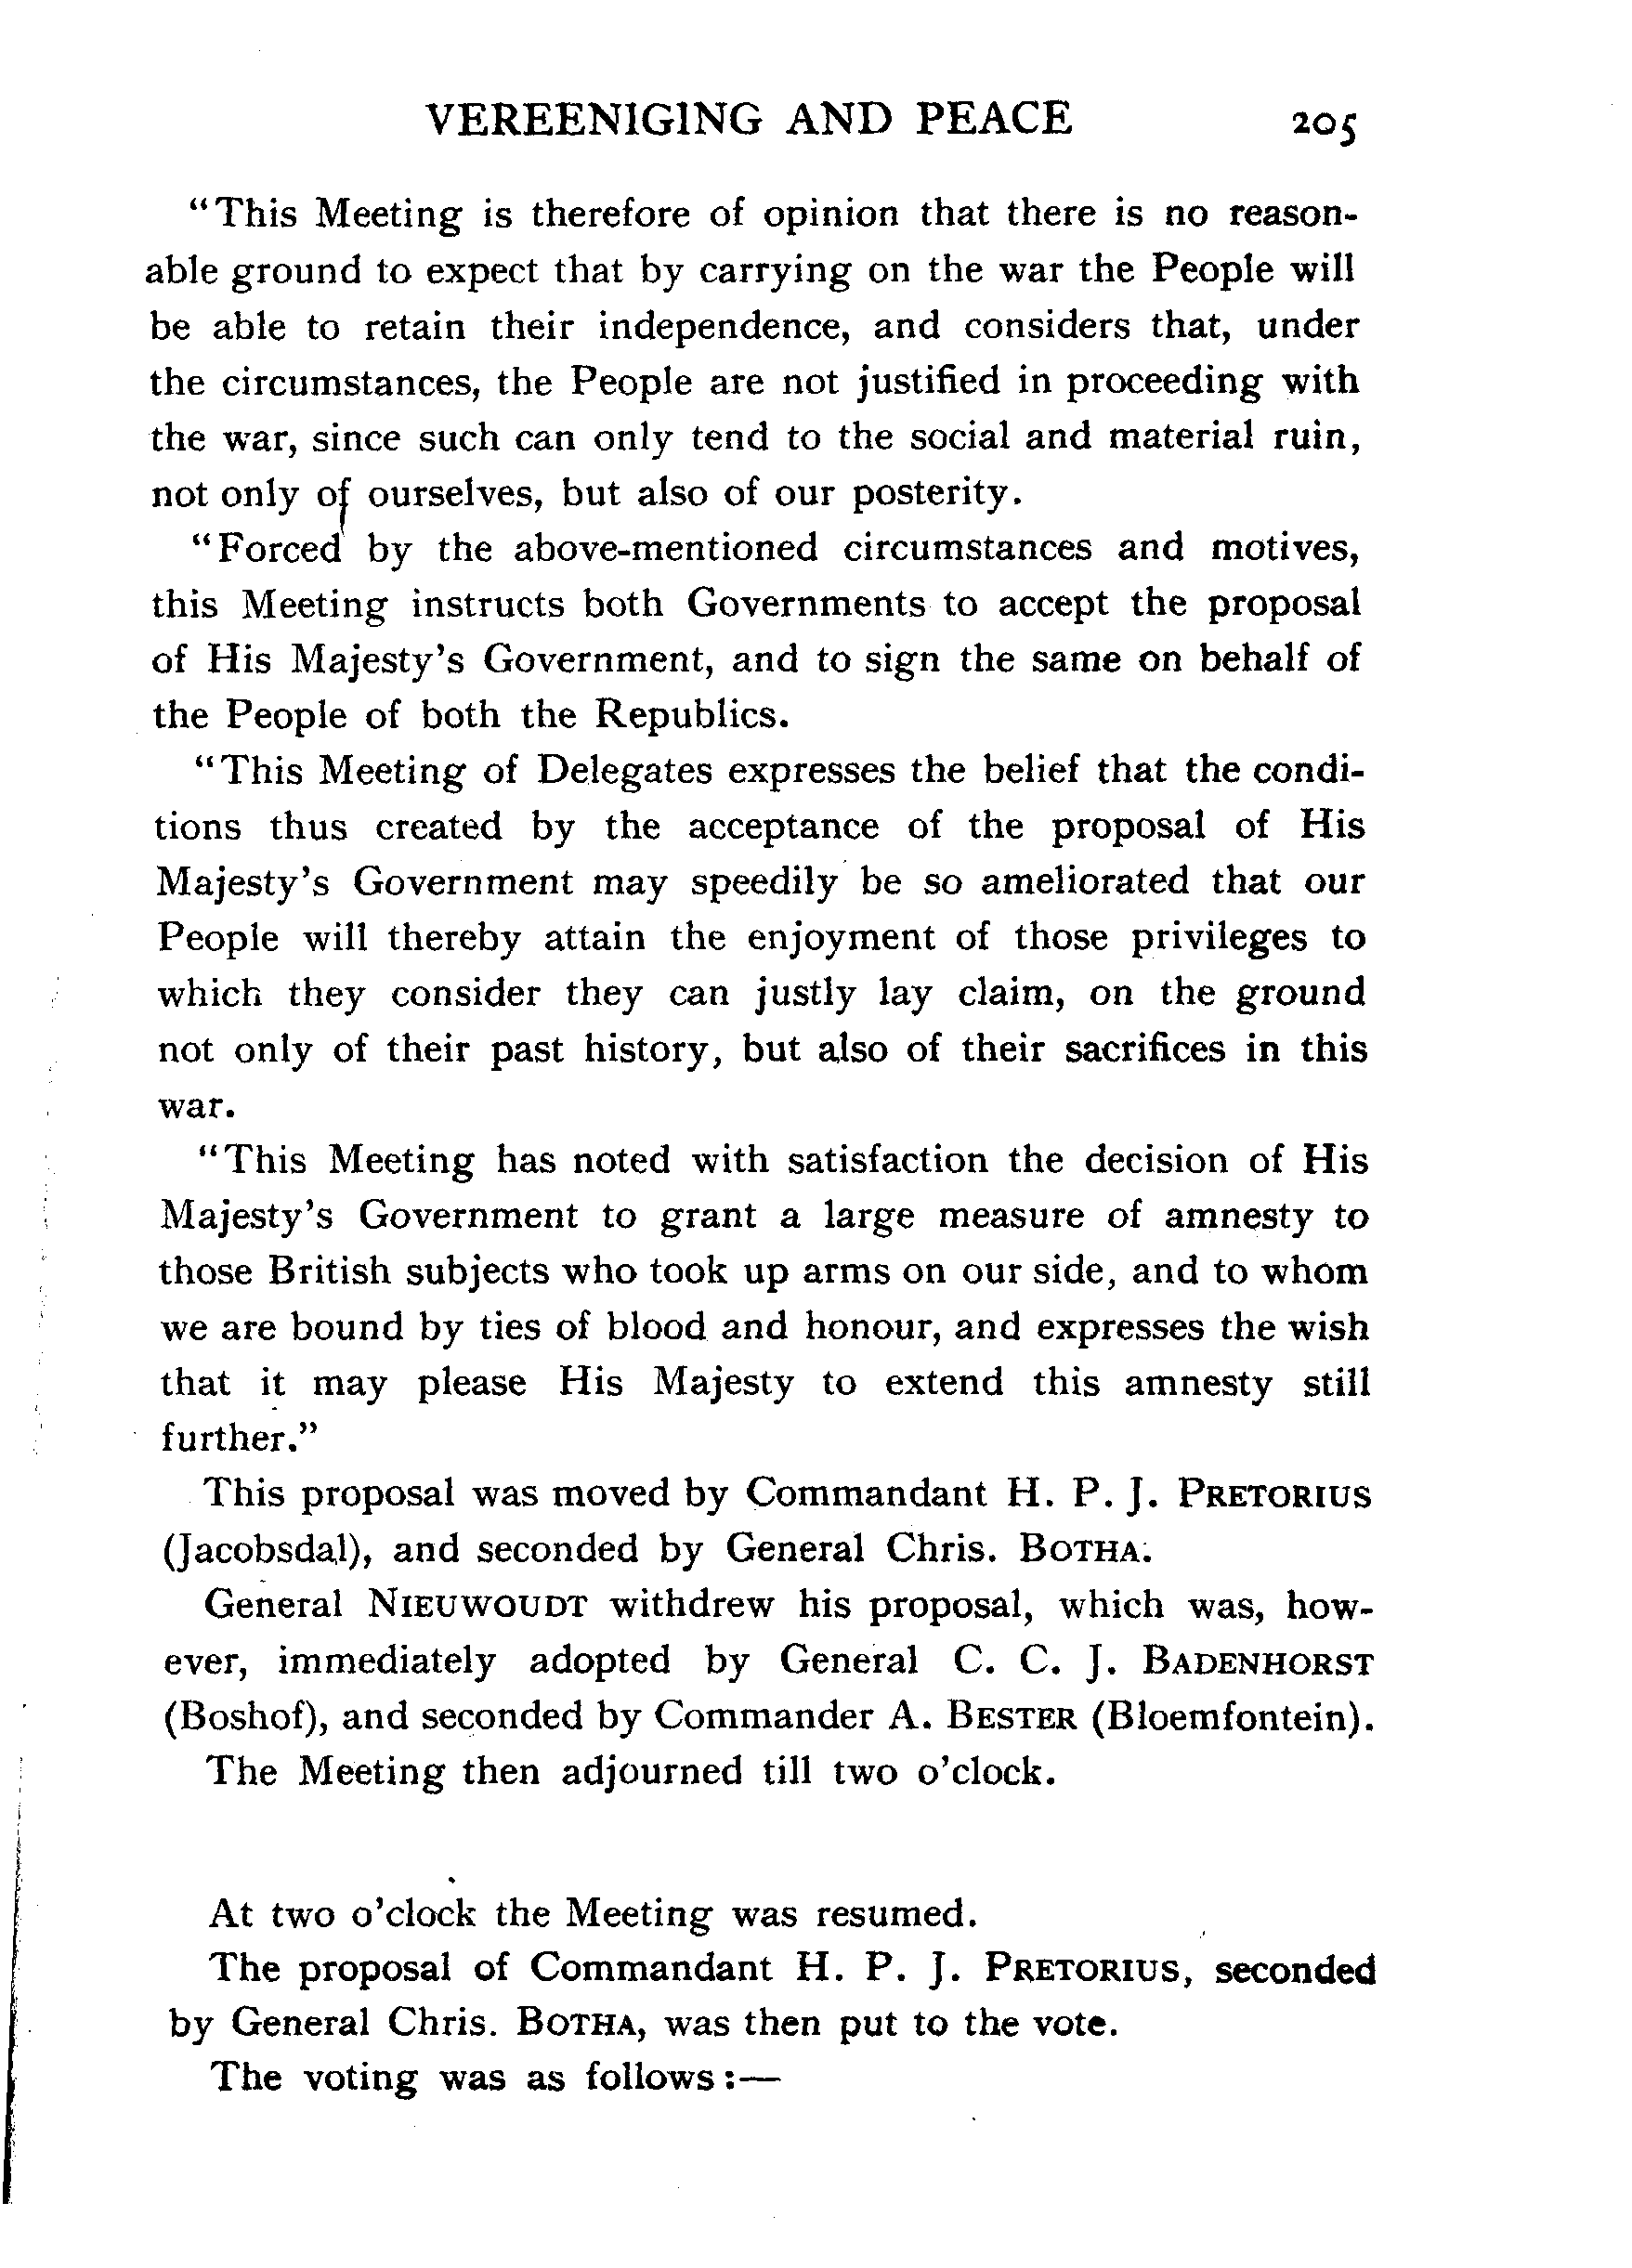 VEREENIGING AND PEACE 205
“This Meeting is therefore of opinion that there is no reason-
able ground to expect that by carrying on the war the People will
be able to retain their independence, and considers that, under
the circumstances, the People are not justified in proceeding with
the war, since such can only tend to the social and material ruin,
not only of ourselves, but also of our posterity.
“Forced by the above-mentioned circumstances and motives,
this Meeting instructs both Governments to accept the proposal
of His Majesty’s Government, and to sign the same on behalf of
the People of both the Republics.
“This Meeting of Delegates expresses the belief that the condi-
tions thus created by the acceptance of the proposal of His
Majesty’s Government may speedily be so ameliorated that our
People will thereby attain the enjoyment of those privileges to
which they consider they can justly lay claim, on the ground
not only of their past history, but also of their sacrifices in this
war.
“This Meeting has noted with satisfaction the decision of His
Majesty’s Government to grant a large measure of amnesty to
those British subjects who took up arms on our side, and to whom
we are bound by ties of blood and honour, and expresses the wish
that it may please His Majesty to extend this amnesty still
further.”
This proposal was moved by Commandant H. P. J. PRETORIUS
(Jacobsdal), and seconded by General Chris. BOTHA.
General NIEUWOUDT withdrew his proposal, which was, how-
ever, immediately adopted by General C. C. J. BADENHORST
(Boshof), and seconded by Commander A. BESTER (Bloemfontein).
The Meeting then adjourned till two o’clock.
At two o’clock the Meeting was resumed.
The proposal of Commandant H. P. J. PRETORIUS, seconded
by General Chris. BOTHA, was then put to the vote.
The voting was as follows :—